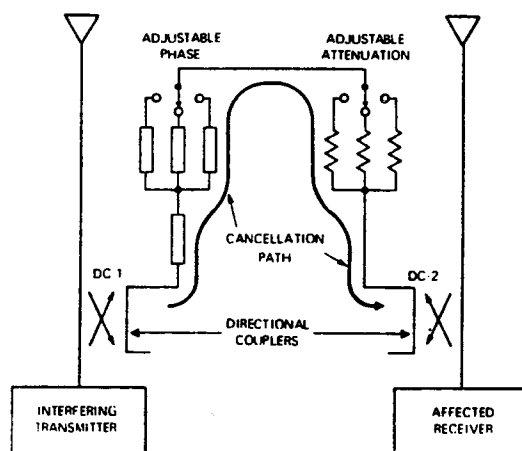 ADJUSTABLE
PHASE
ADJUSTABLE
ATTENUATION
CANCELLATION
PATH
DC-1
DC-2
DIRECTIONAL
COUPLERS
INTERFERING
TRANSMITTER
AFFECTED
RECEIVER